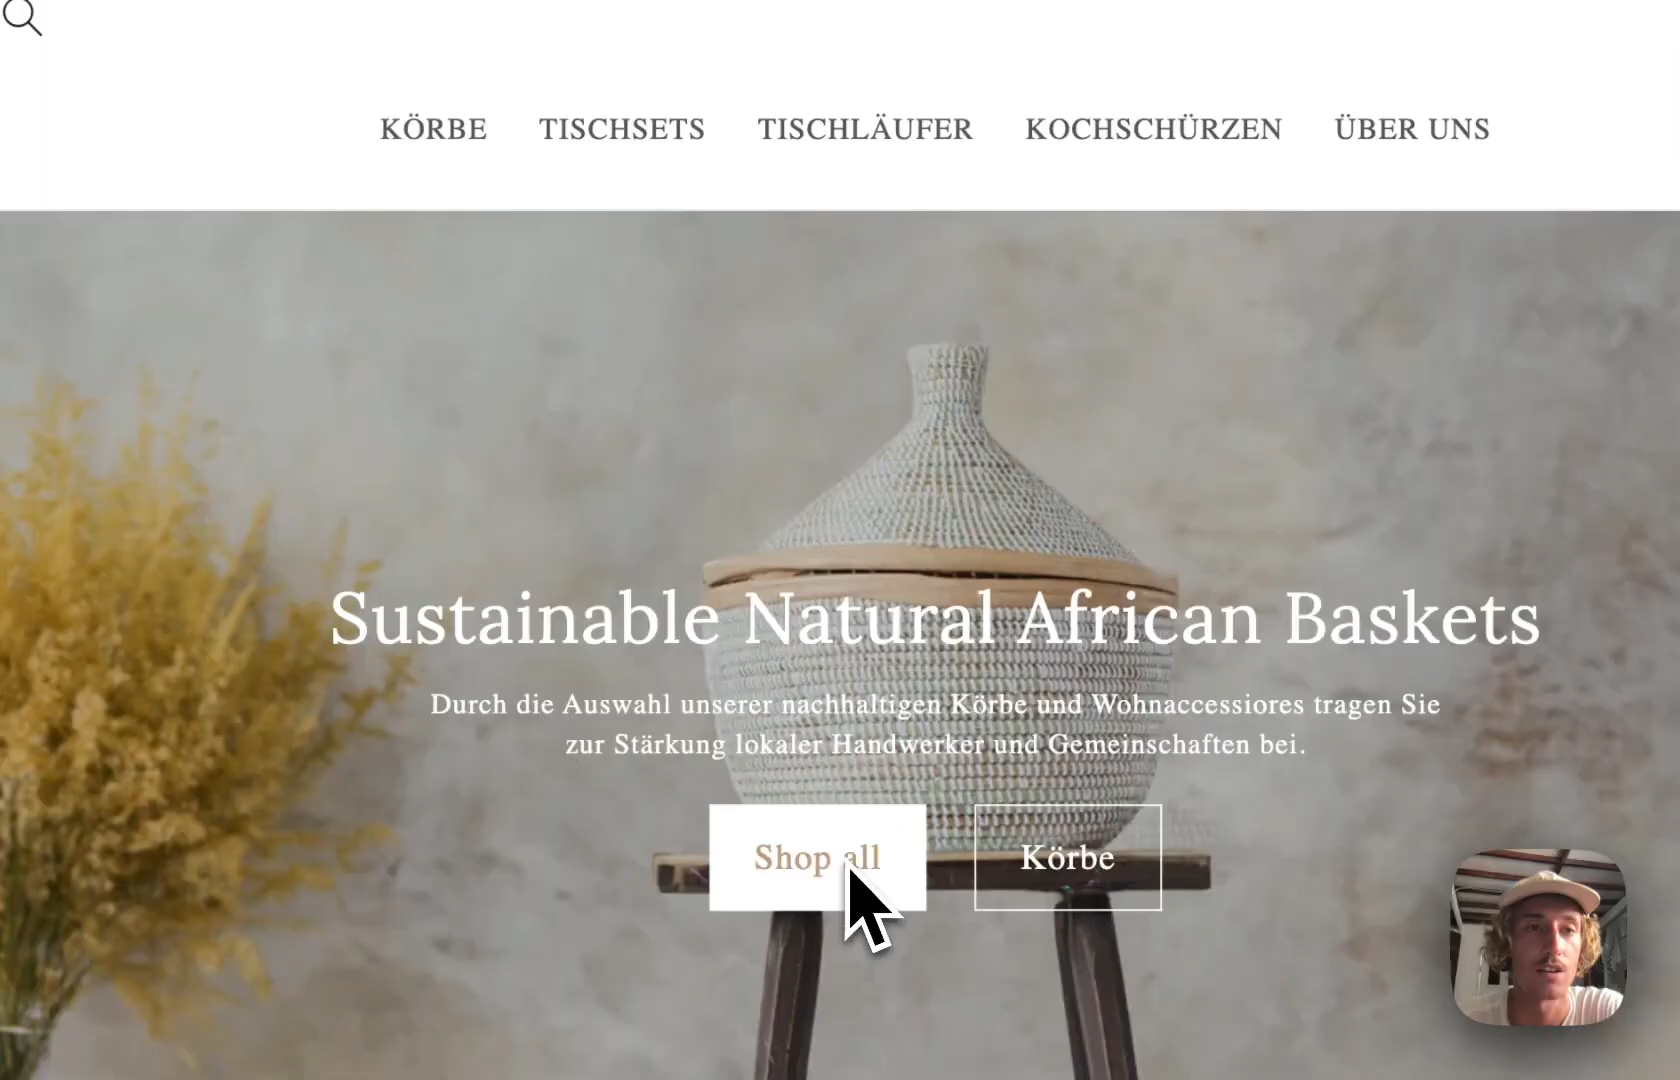 KÖRBE TISCHSETS TISCHLÄUFER KOCHSCHÜRZEN ÜBER UNS
Sustainable Natural African Baskets
Durch die Auswahl unserer nachhaltigen Körbe und Wohnaccessiores tragen Sie
zur Stärkung lokaler Handwerker und Gemeinschaften bei.
Shop all Körbe